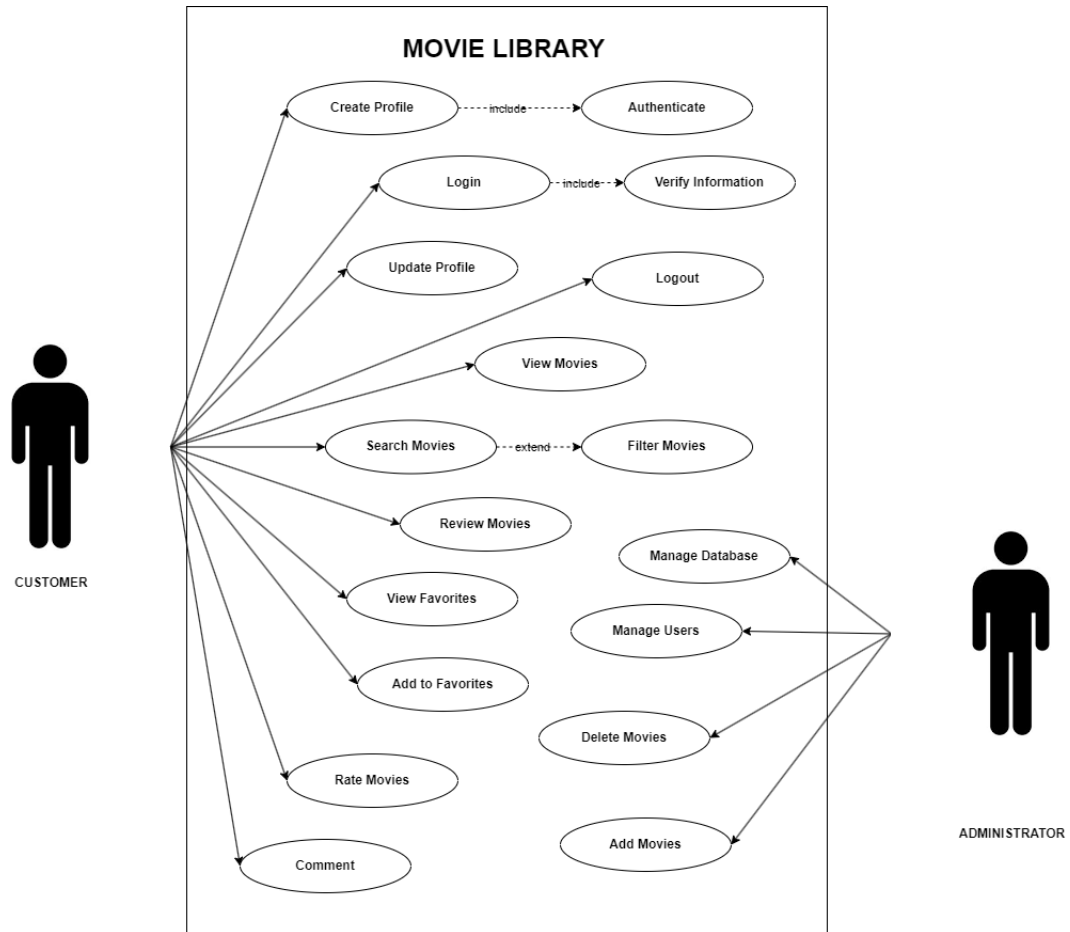 MOVIE LIBRARY
Create Profile
include
Authenticate
Login
include
Verify Information
Update Profile
Logout
View Movies
Search Movies
extend
Filter Movies
Review Movies
Manage Database
CUSTOMER
View Favorites
Manage Users
Add to Favorites
Delete Movies
Rate Movies
ADMINISTRATOR
Add Movies
Comment